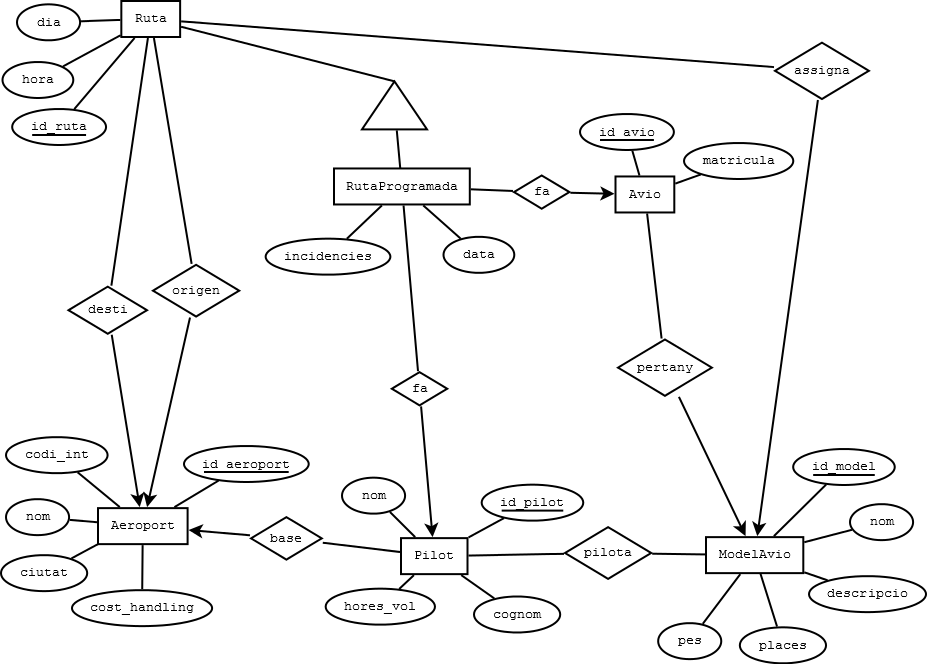 Ruta
dia
hora
id_ruta
assigna
id_avio
matricula
RutaProgramada
fa
Avio
incidencies
data
desti
origen
pertany
fa
codi_int
id_aeroport
id_model
nom
nom
id_pilot
nom
Aeroport
base
Pilot
pilota
ModelAvio
ciutat
cost_handling
hores_vol
cognom
descripcio
pes
places